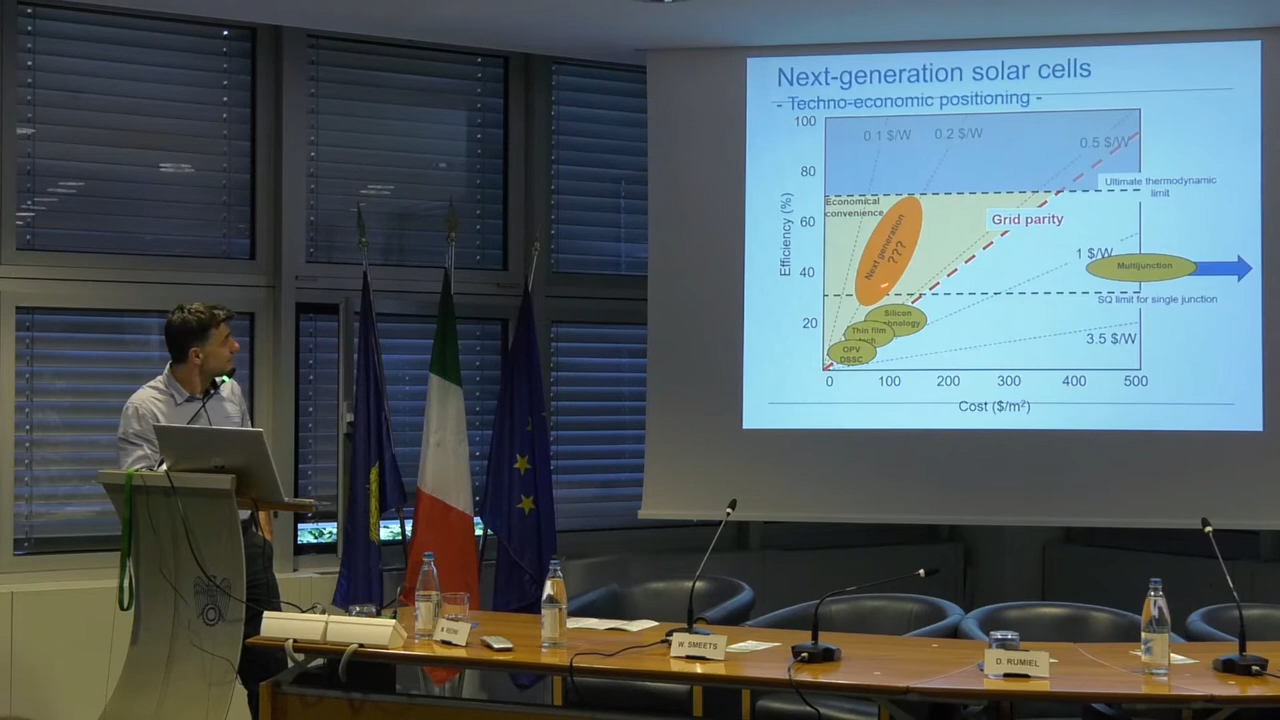 Next-generation solar cells
- Techno-economic positioning -
100
80
60
40
20
Efficiency (%)
0.1 $/W
0.2 $/W
0.5 $/W
Ultimate thermodynamic
limit
Economical
convenience
Grid parity
Next generation
???
1 $/W
Multijunction
SQ limit for single junction
Silicon
Thin film
OPV
DSSC
3.5 $/W
0
100
200
300
400
500
Cost ($/m²)
W. SMEETS
D. RUMIEL